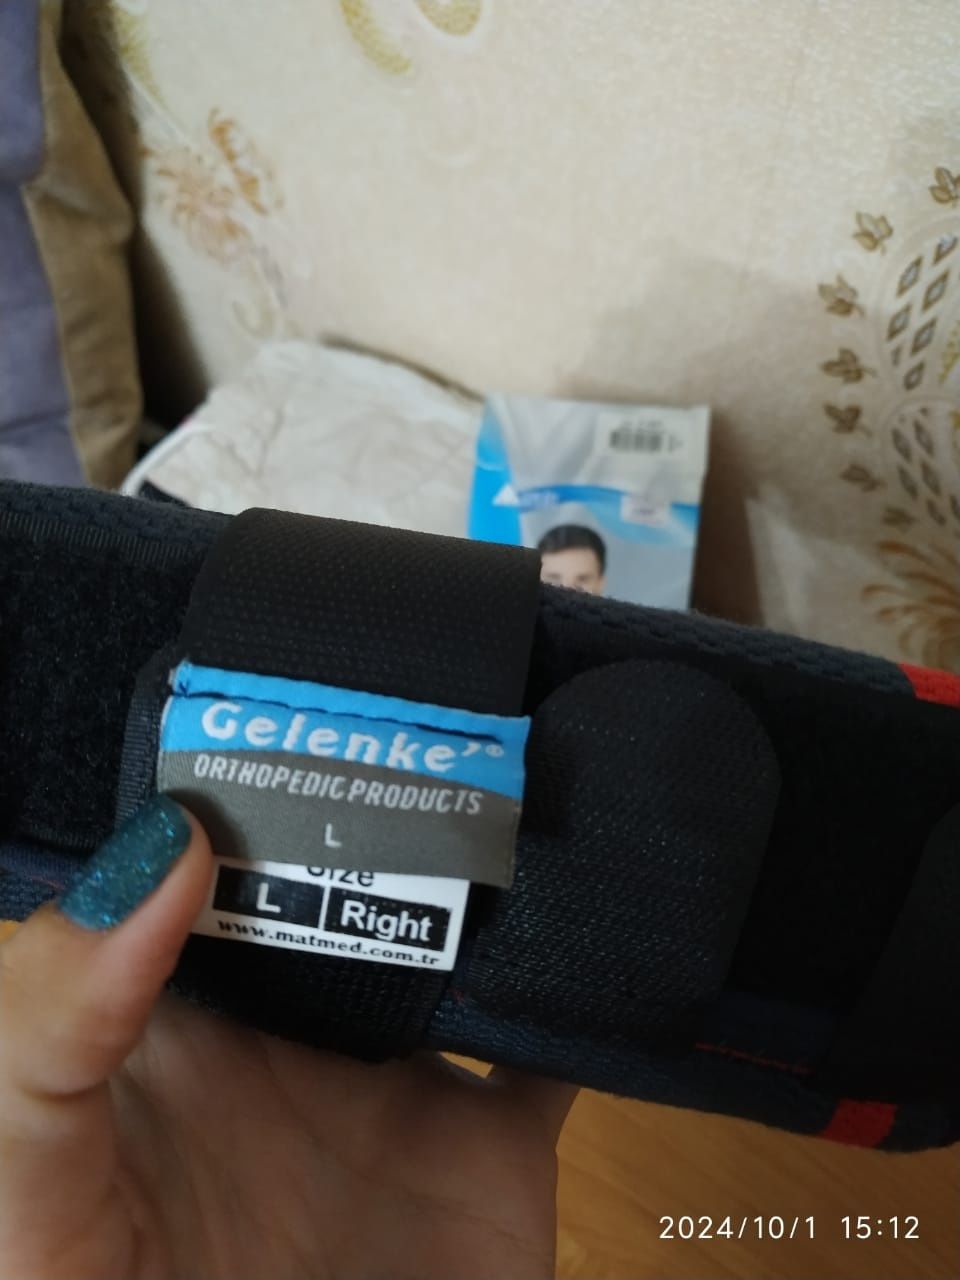 Gelenke’®
ORTHOPEDIC PRODUCTS
L
Size
L Right
www.matmed.com.tr
2024/10/1 15:12